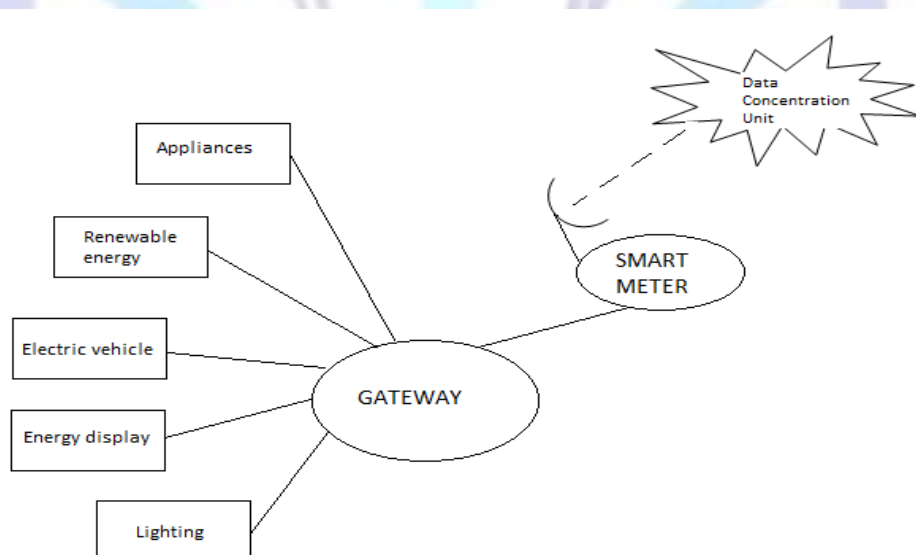 Data
Concentration
Unit
Appliances
Renewable
energy
SMART
METER
Electric vehicle
GATEWAY
Energy display
Lighting